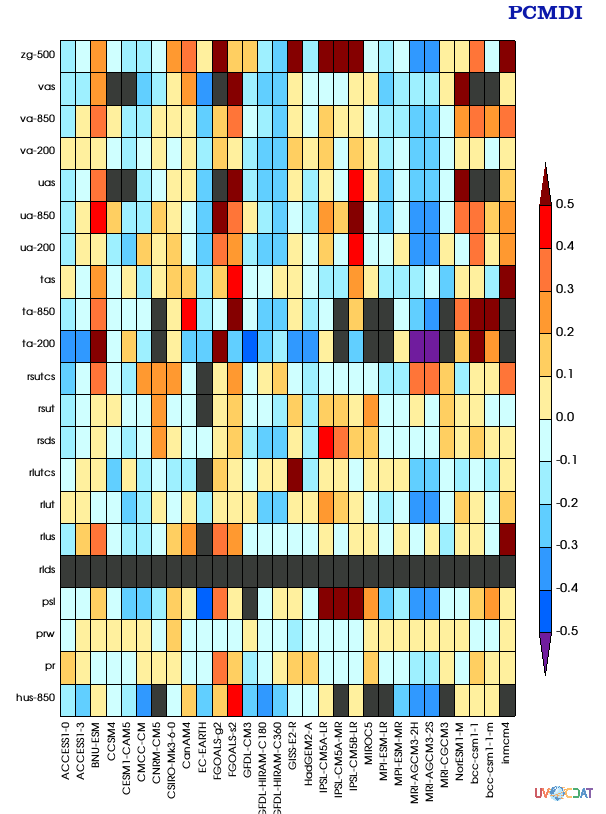 PCMDI
zg-500
vas
va-850
va-200
uas
ua-850
ua-200
tas
ta-850
ta-200
rsutcs
rsut
rsds
rlutcs
rlut
rlus
rlds
psl
prw
pr
hus-850
0.5
0.4
0.3
0.2
0.1
0.0
-0.1
-0.2
-0.3
-0.4
-0.5
ACCESS1-0
ACCESS1-3
BNU-ESM
CCSM4
CESM1-CAM5
CMCC-CM
CNRM-CM5
CSIRO-Mk3-6-0
CanAM4
EC-EARTH
FGOALS-g2
FGOALS-s2
GFDL-CM3
GFDL-HIRAM-C180
GFDL-HIRAM-C360
GISS-E2-R
HadGEM2-A
IPSL-CM5A-LR
IPSL-CM5A-MR
IPSL-CM5B-LR
MIROC5
MPI-ESM-LR
MPI-ESM-MR
MRI-AGCM3-2H
MRI-AGCM3-2S
MRI-CGCM3
NorESM1-M
bcc-csm1-1
bcc-csm1-1-m
inmcm4
UV-CDAT